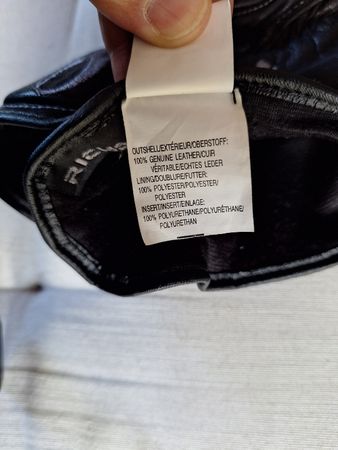 OUTSHELL/EXTÉRIEUR/OBERSTOFF:
100% GENUINE LEATHER/CUIR
VÉRITABLE/ECHTES LEDER
LINING/DOUBLURE/FUTTER:
100% POLYESTER/POLYESTER/
POLYESTER
INSERT/INSERT/EINLAGE:
100% POLYURETHANE/POLYURÉTHANE/
POLYURETHAN